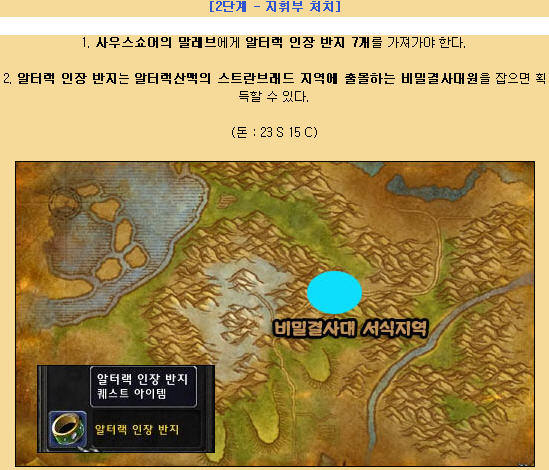 [2단계 - 지휘부 처치]
1. 사우스쇼어의 말레브에게 알터랙 인장 반지 7개를 가져가야 한다.
2. 알터랙 인장 반지는 알터랙산맥의 스트란브래드 지역에 출몰하는 비밀결사대원을 잡으면 획
득할 수 있다.
(돈 : 23 S 15 C)
비밀결사대 서식지역
알터랙 인장 반지
퀘스트 아이템
알터랙 인장 반지